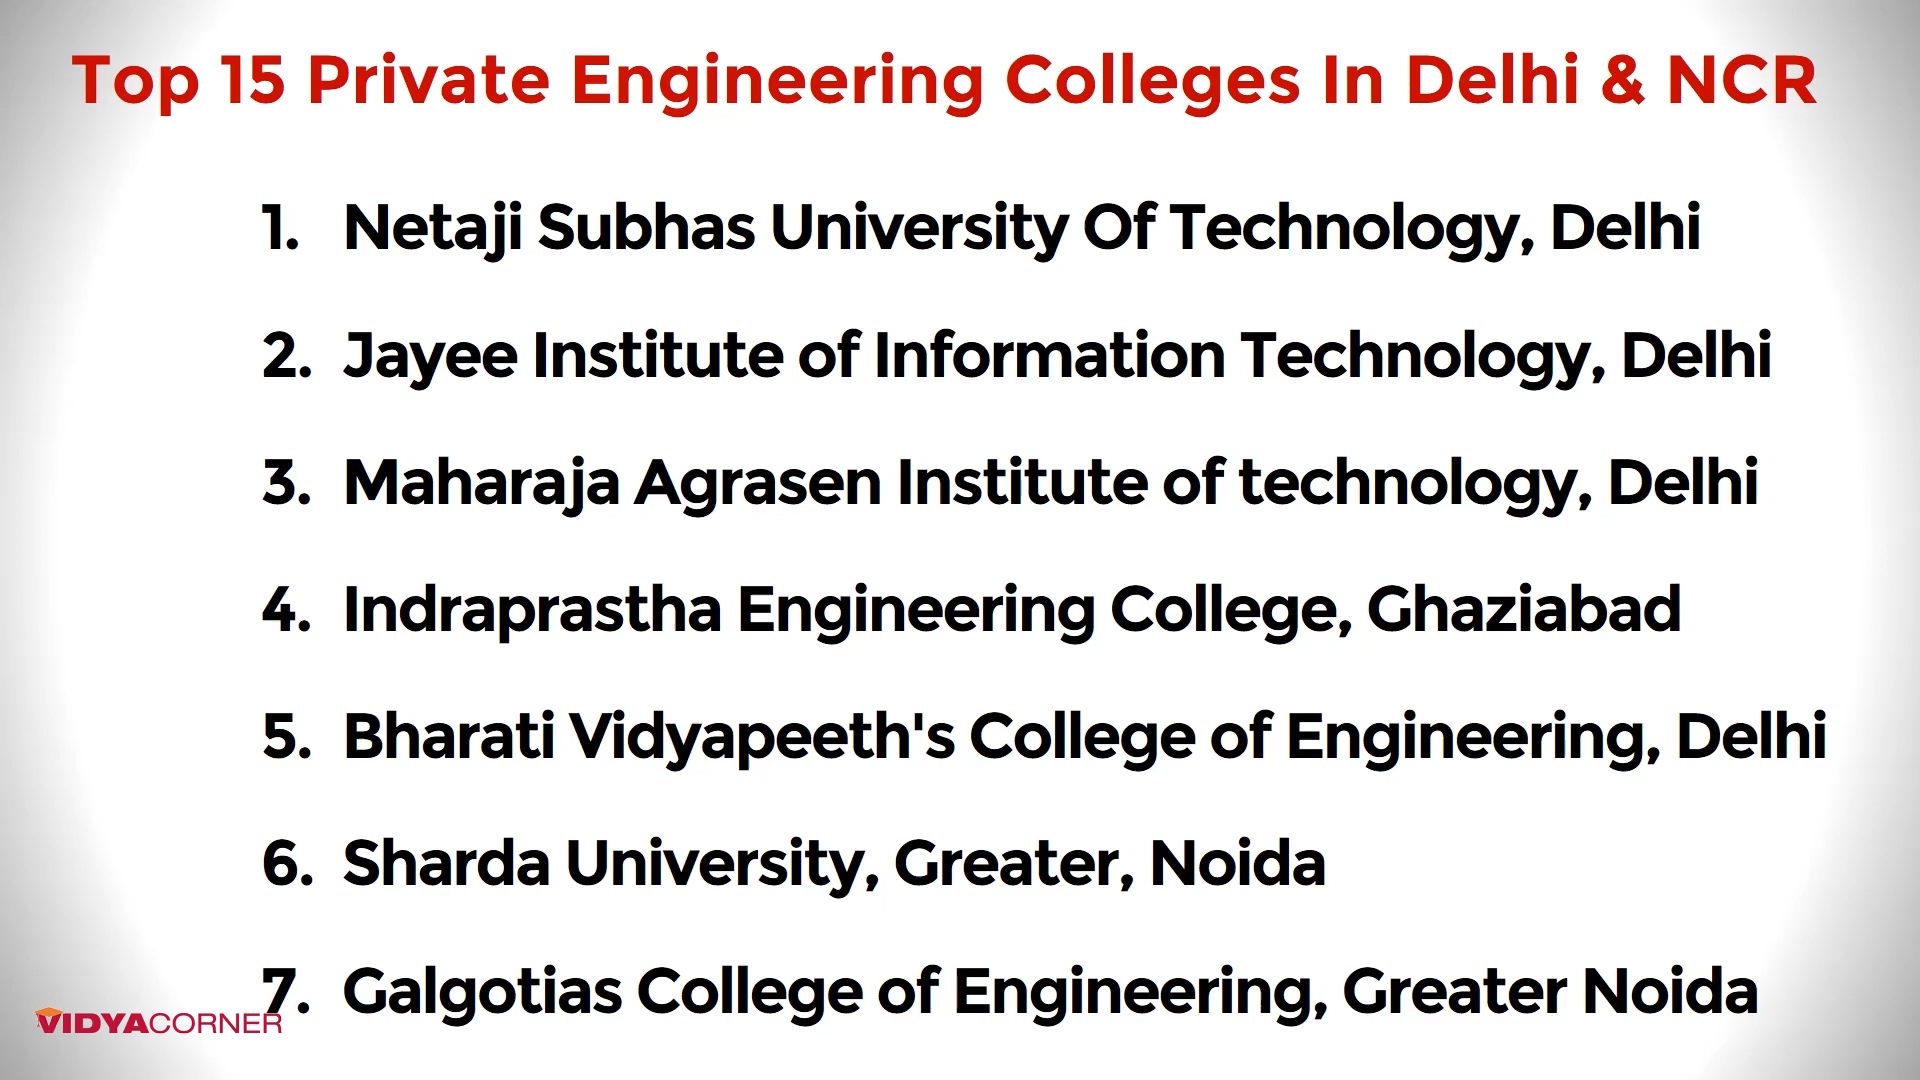 Top 15 Private Engineering Colleges In Delhi & NCR
1. Netaji Subhas University Of Technology, Delhi
2. Jayee Institute of Information Technology, Delhi
3. Maharaja Agrasen Institute of technology, Delhi
4. Indraprastha Engineering College, Ghaziabad
5. Bharati Vidyapeeth's College of Engineering, Delhi
6. Sharda University, Greater, Noida
7. Galgotias College of Engineering, Greater Noida
VIDYACORNER